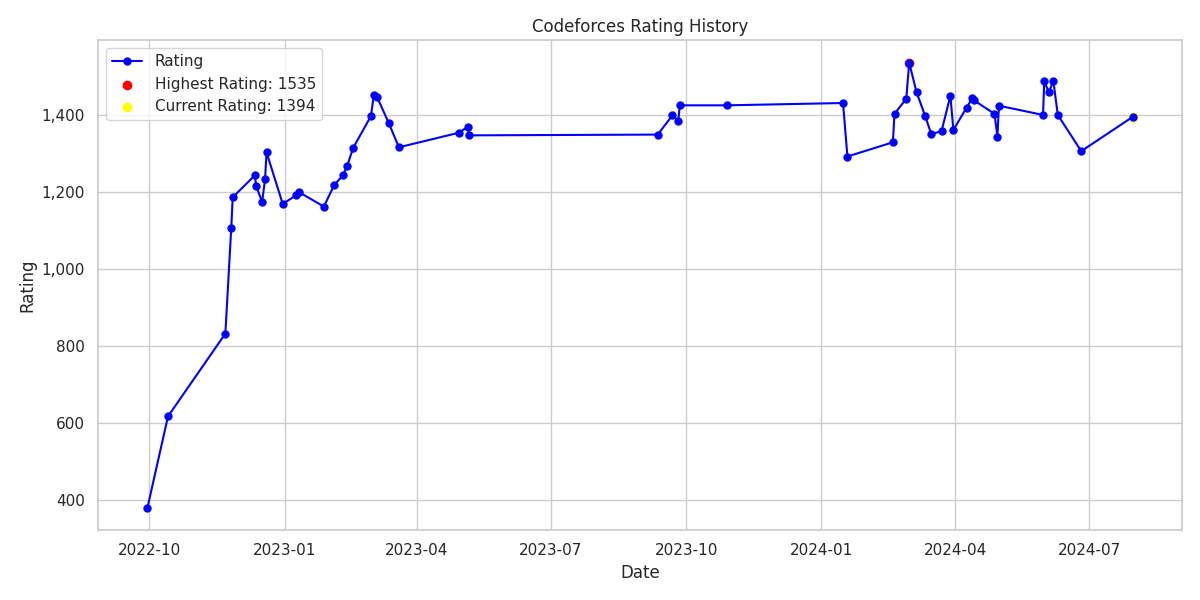 Codeforces Rating History
Rating
Highest Rating: 1535
Current Rating: 1394
Rating
1,400
1,200
1,000
800
600
400
2022-10
2023-01
2023-04
2023-07
2023-10
2024-01
2024-04
2024-07
Date